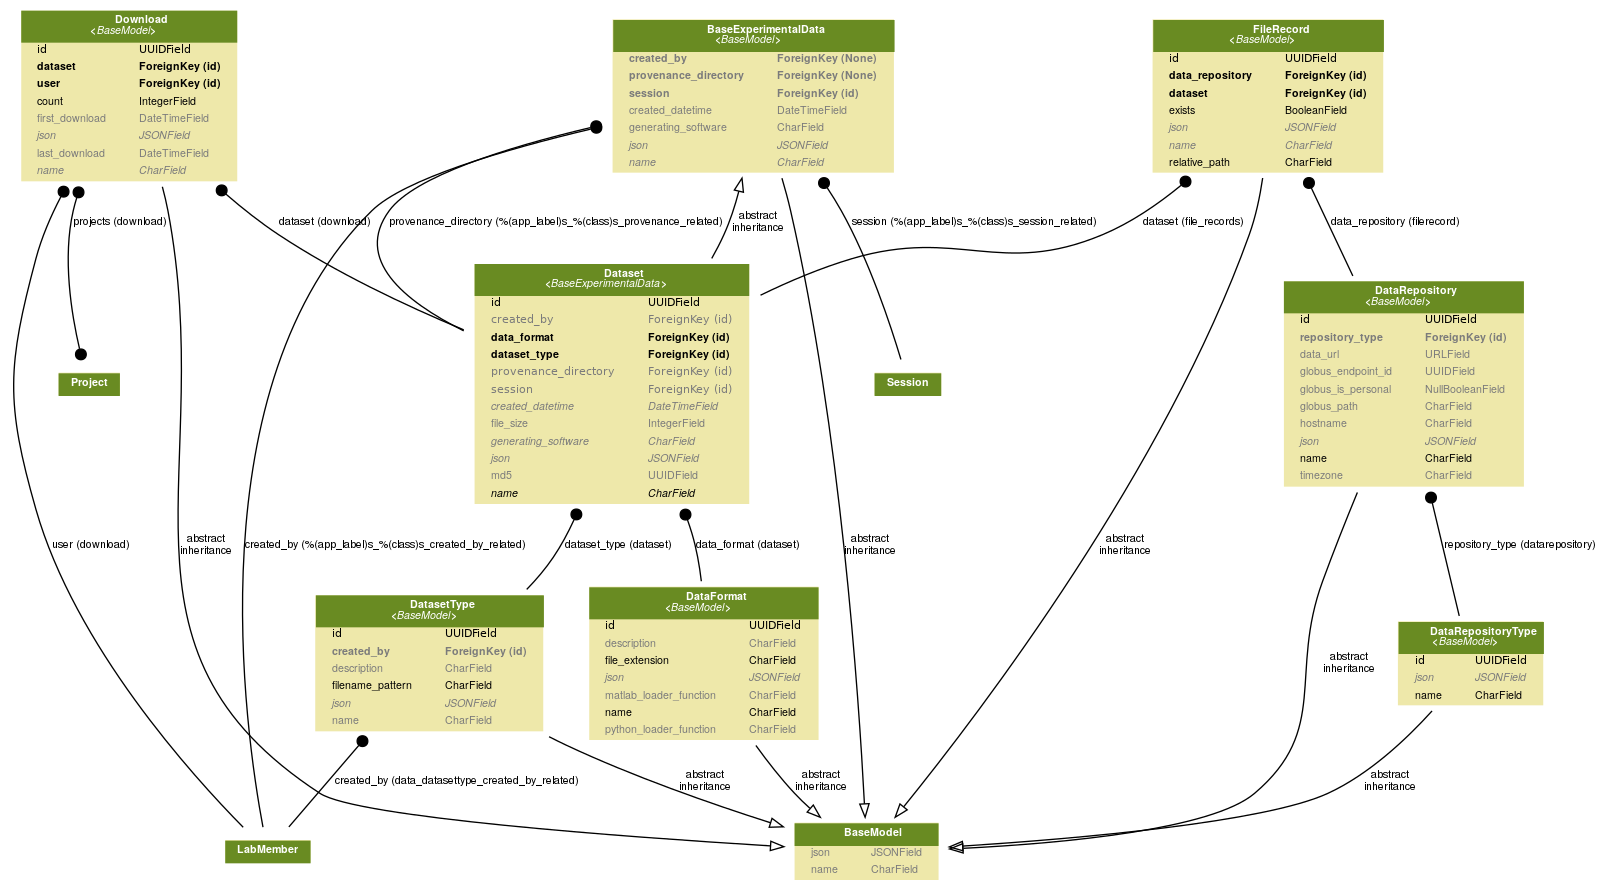 Download
<BaseModel>
id UUIDField
dataset ForeignKey (id)
user ForeignKey (id)
count IntegerField
first_download DateTimeField
json JSONField
last_download DateTimeField
name CharField
BaseExperimentalData
<BaseModel>
created_by ForeignKey (None)
provenance_directory ForeignKey (None)
session ForeignKey (id)
created_datetime DateTimeField
generating_software CharField
json JSONField
name CharField
FileRecord
<BaseModel>
id UUIDField
data_repository ForeignKey (id)
dataset ForeignKey (id)
exists BooleanField
json JSONField
name CharField
relative_path CharField
projects (download)
dataset (download)
provenance_directory (%(app_label)s_%(class)s_provenance_related)
abstract
inheritance
session (%(app_label)s_%(class)s_session_related)
dataset (file_records)
data_repository (filerecord)
Dataset
<BaseExperimentalData>
id UUIDField
created_by ForeignKey (id)
data_format ForeignKey (id)
dataset_type ForeignKey (id)
provenance_directory ForeignKey (id)
session ForeignKey (id)
created_datetime DateTimeField
file_size IntegerField
generating_software CharField
json JSONField
md5 UUIDField
name CharField
DataRepository
<BaseModel>
id UUIDField
repository_type ForeignKey (id)
data_url URLField
globus_endpoint_id UUIDField
globus_is_personal NullBooleanField
globus_path CharField
hostname CharField
json JSONField
name CharField
timezone CharField
Project
Session
user (download)
abstract
inheritance
created_by (%(app_label)s_%(class)s_created_by_related)
dataset_type (dataset)
data_format (dataset)
abstract
inheritance
abstract
inheritance
repository_type (datarepository)
DatasetType
<BaseModel>
id UUIDField
created_by ForeignKey (id)
description CharField
filename_pattern CharField
json JSONField
name CharField
DataFormat
<BaseModel>
id UUIDField
description CharField
file_extension CharField
json JSONField
matlab_loader_function CharField
name CharField
python_loader_function CharField
abstract
inheritance
DataRepositoryType
<BaseModel>
id UUIDField
json JSONField
name CharField
created_by (data_datasettype_created_by_related)
abstract
inheritance
abstract
inheritance
abstract
inheritance
LabMember
BaseModel
json JSONField
name CharField